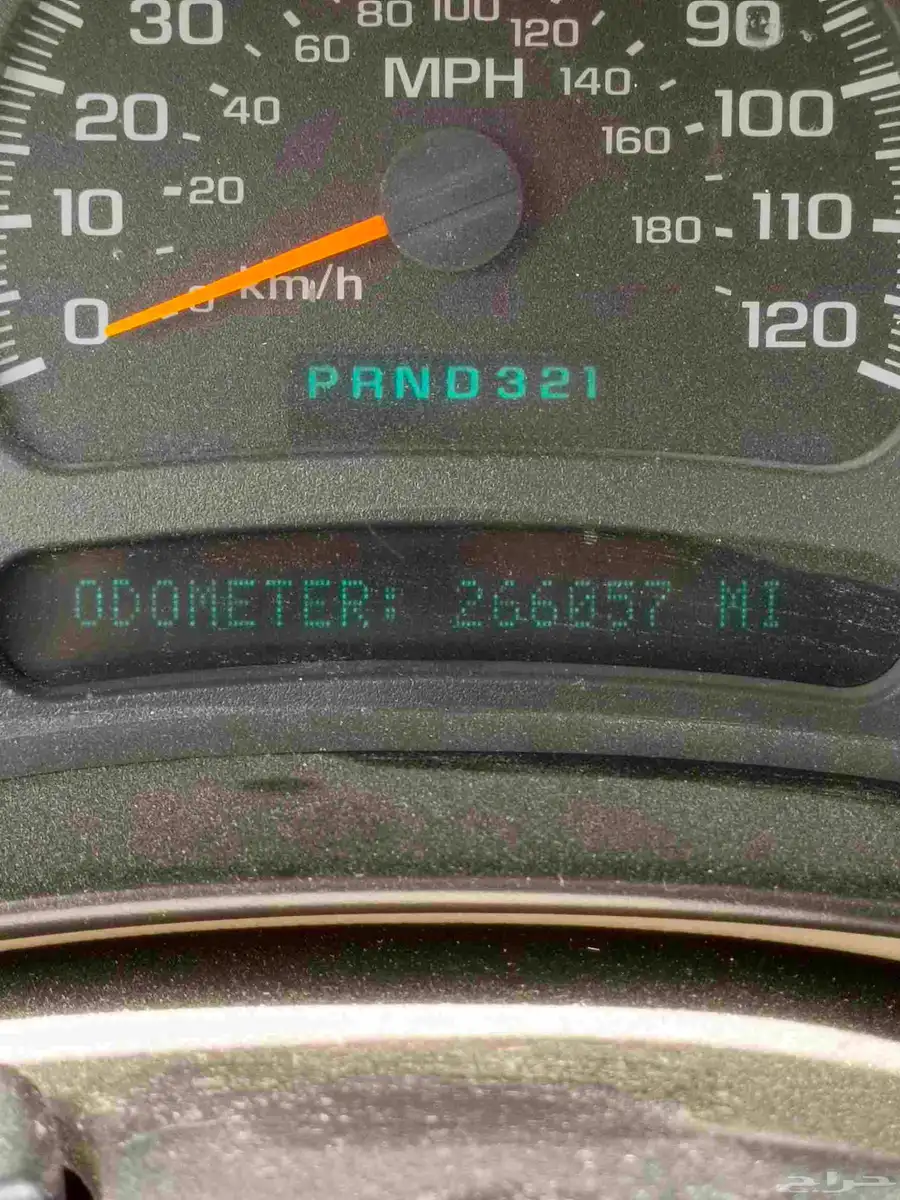 80 100 120
30 60 90
MPH 140
20 40 160 100
10 20 180 110
km/h
0 120
PRND321
ODOMETER: 266057 MI
حراج